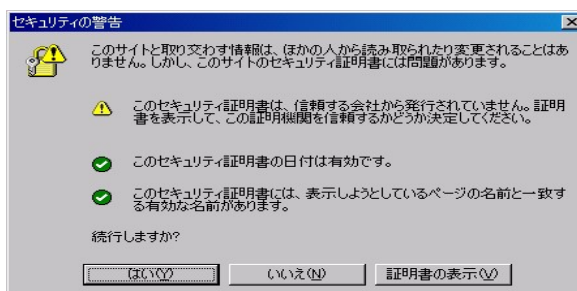 セキュリティの警告
このサイトと取り交わす情報は、ほかの人から読み取られたり変更されることはあ
りません。しかし、このサイトのセキュリティ証明書には問題があります。
このセキュリティ証明書は、信頼する会社から発行されていません。証明
書を表示して、この証明機関を信頼するかどうか決定してください。
このセキュリティ証明書の日付は有効です。
このセキュリティ証明書には、表示しようとしているページの名前と一致す
る有効な名前があります。
続行しますか?
はい(Y) いいえ(N) 証明書の表示(V)